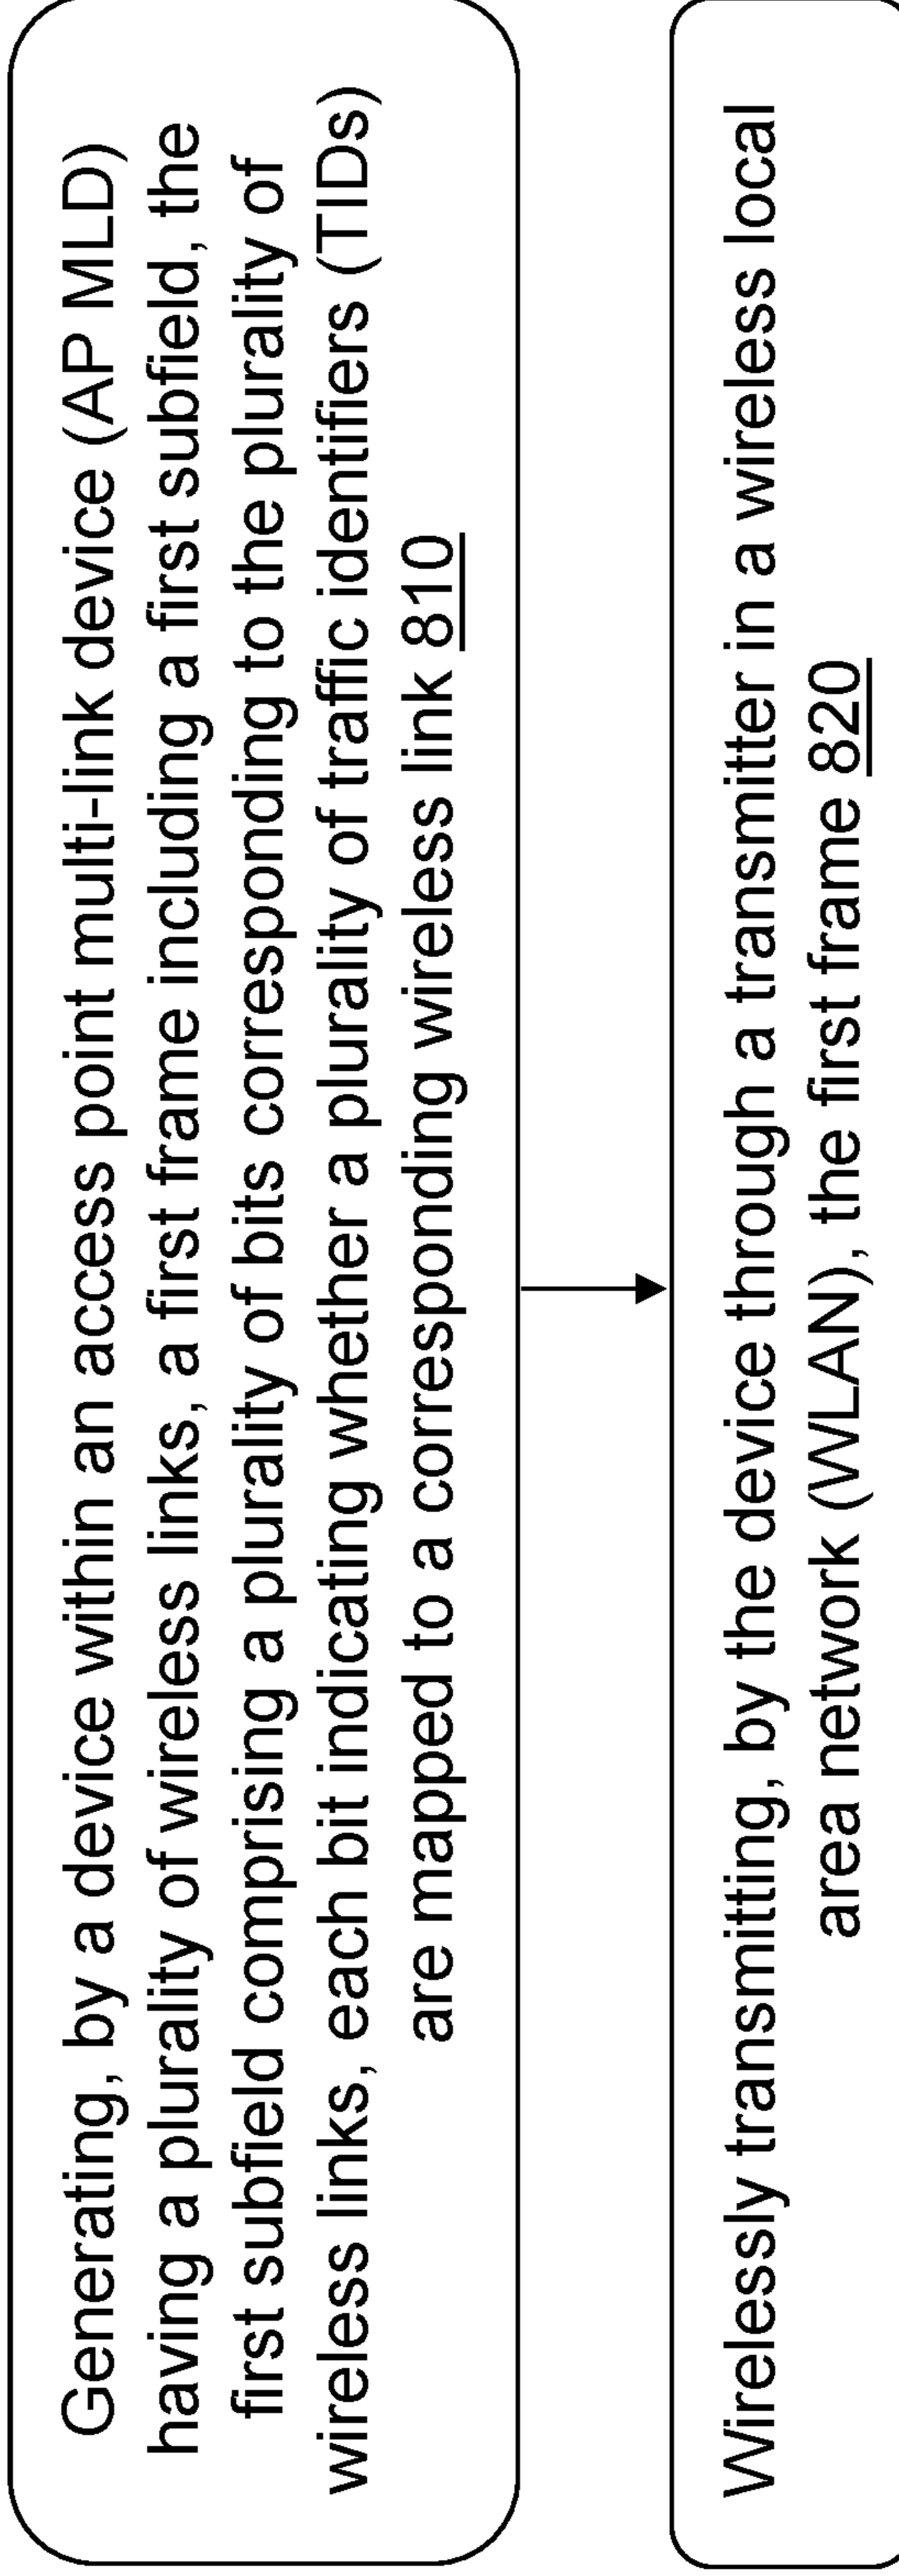 Generating, by a device within an access point multi-link device (AP MLD)
having a plurality of wireless links, a first frame including a first subfield, the
first subfield comprising a plurality of bits corresponding to the plurality of
wireless links, each bit indicating whether a plurality of traffic identifiers (TIDs)
are mapped to a corresponding wireless link 810
Wirelessly transmitting, by the device through a transmitter in a wireless local
area network (WLAN), the first frame 820